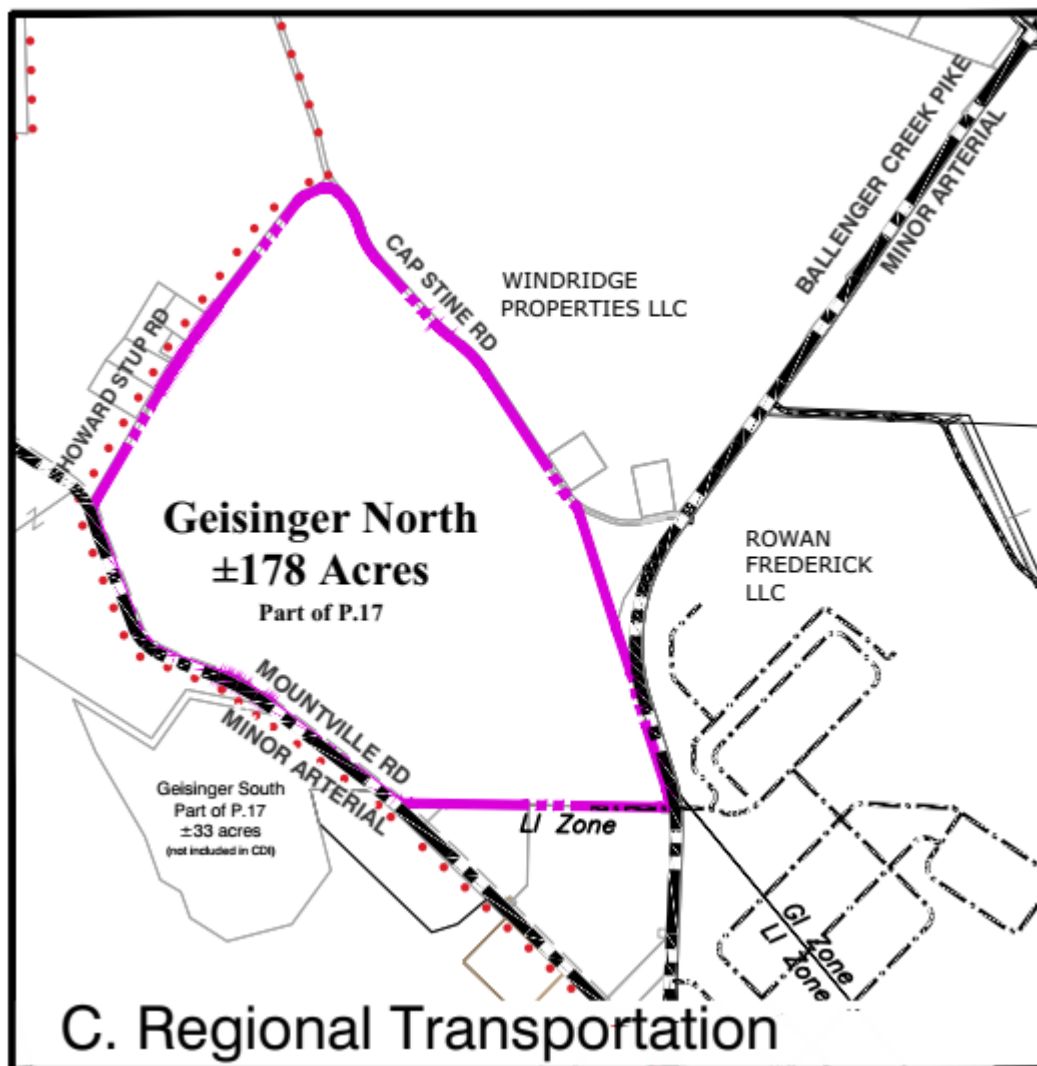 BALLENGER CREEK PIKE
MINOR ARTERIAL
CAP STINE RD
WINDRIDGE
PROPERTIES LLC
HOWARD STUP RD
Geisinger North
±178 Acres
Part of P.17
ROWAN
FREDERICK
LLC
MOUNTVILLE RD
MINOR ARTERIAL
Geisinger South
Part of P.17
±33 acres
(not included in CDI)
LI Zone
GI Zone
LI Zone
C. Regional Transportation